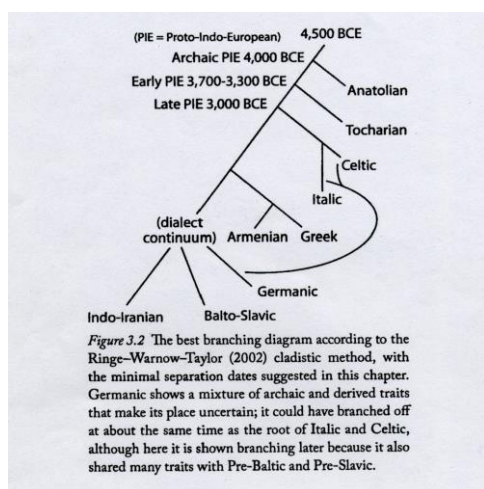 (PIE = Proto-Indo-European) 4,500 BCE
Archaic PIE 4,000 BCE
Early PIE 3,700-3,300 BCE
Anatolian
Late PIE 3,000 BCE
Tocharian
Celtic
Italic
(dialect
continuum) Armenian Greek
Germanic
Indo-Iranian Balto-Slavic
Figure 3.2 The best branching diagram according to the
Ringe–Warnow–Taylor (2002) cladistic method, with
the minimal separation dates suggested in this chapter.
Germanic shows a mixture of archaic and derived traits
that make its place uncertain; it could have branched off
at about the same time as the root of Italic and Celtic,
although here it is shown branching later because it also
shared many traits with Pre-Baltic and Pre-Slavic.